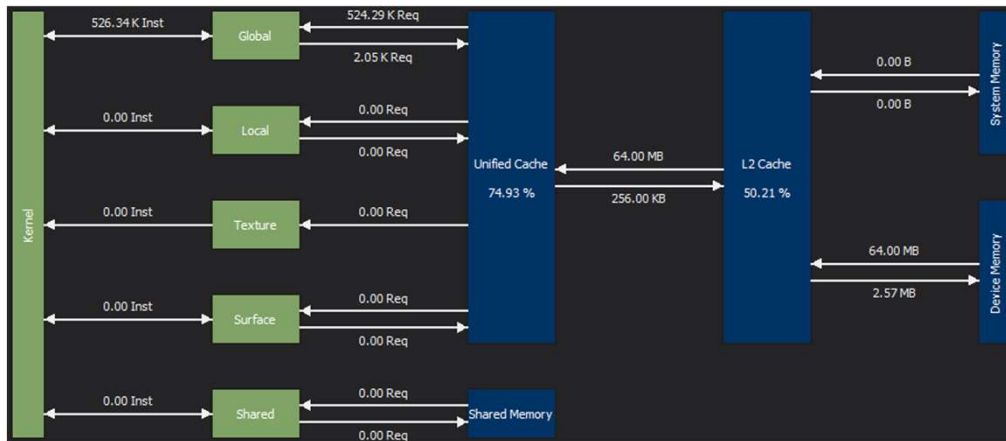 524.29 K Req
526.34 K Inst
Global
2.05 K Req
0.00 B
0.00 B
System Memory
0.00 Req
0.00 Inst
Local
0.00 Req
Unified Cache
74.93 %
64.00 MB
256.00 KB
L2 Cache
50.21 %
Kernel
0.00 Inst
Texture
0.00 Req
64.00 MB
2.57 MB
Device Memory
0.00 Req
0.00 Inst
Surface
0.00 Req
0.00 Req
0.00 Inst
Shared
0.00 Req
Shared Memory